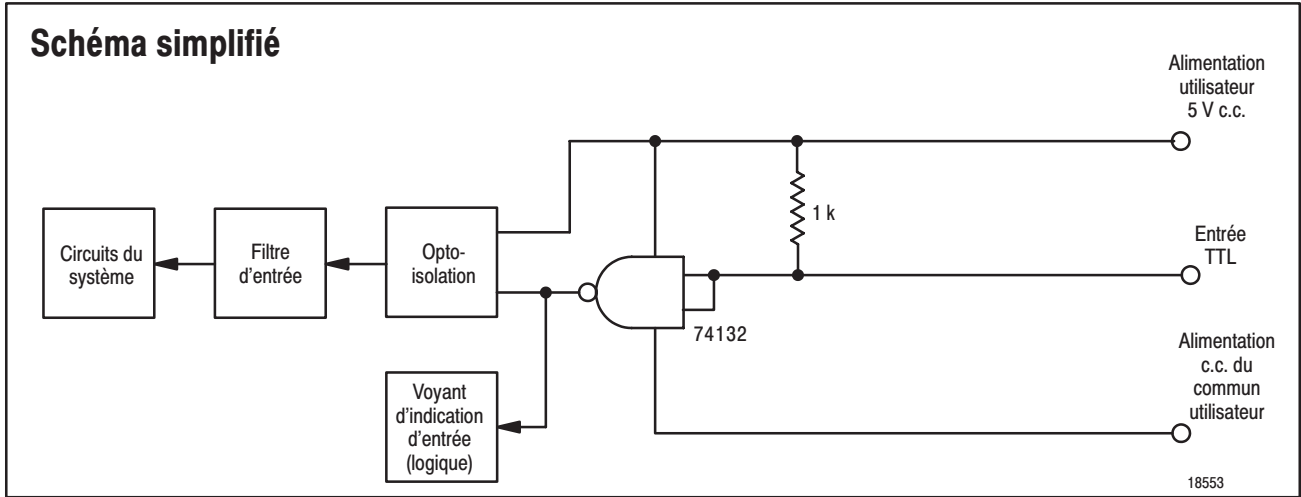 Schéma simplifié
Alimentation
utilisateur
5 V c.c.
1 k
Entrée
TTL
Circuits du
système
Filtre
d'entrée
Opto-
isolation
74132
Alimentation
c.c. du
commun
utilisateur
Voyant
d'indication
d'entrée
(logique)
18553